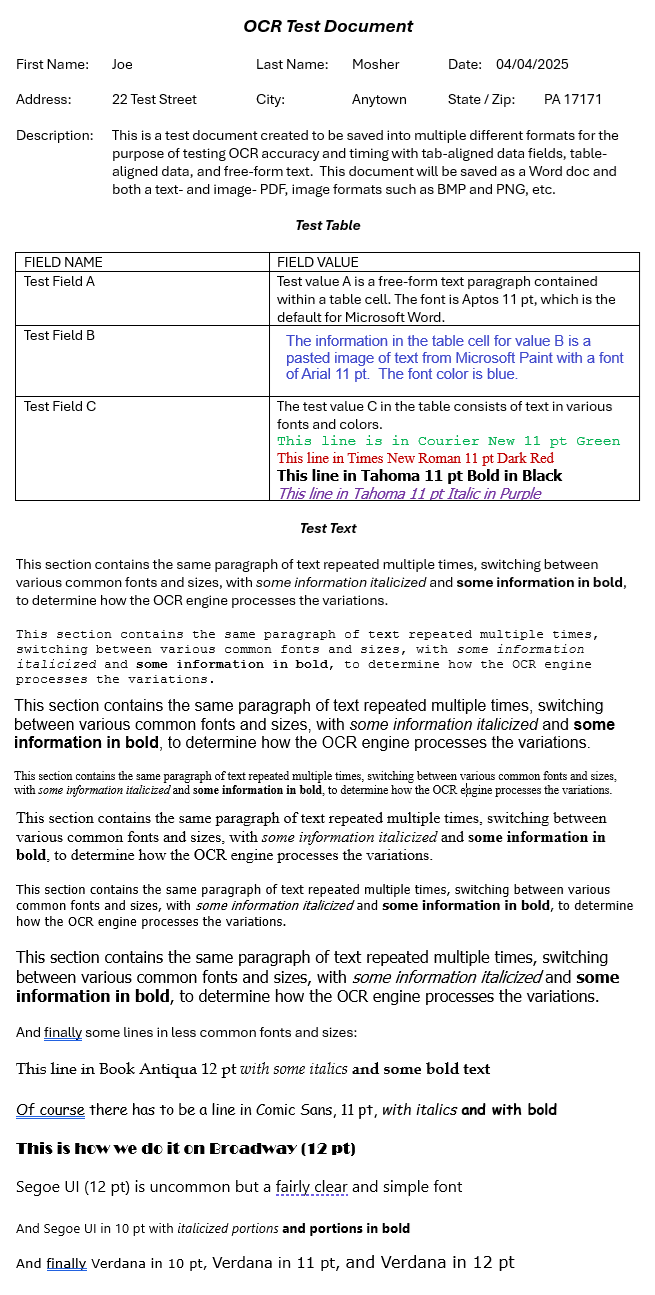 OCR Test Document
First Name: Joe Last Name: Mosher Date: 04/04/2025
Address: 22 Test Street City: Anytown State / Zip: PA 17171
Description: This is a test document created to be saved into multiple different formats for the
purpose of testing OCR accuracy and timing with tab-aligned data fields, table-
aligned data, and free-form text.  This document will be saved as a Word doc and
both a text- and image- PDF, image formats such as BMP and PNG, etc.
Test Table
FIELD NAME FIELD VALUE
Test Field A Test value A is a free-form text paragraph contained
within a table cell. The font is Aptos 11 pt, which is the
default for Microsoft Word.
Test Field B The information in the table cell for value B is a
pasted image of text from Microsoft Paint with a font
of Arial 11 pt.  The font color is blue.
Test Field C The test value C in the table consists of text in various
fonts and colors.
This line is in Courier New 11 pt Green
This line in Times New Roman 11 pt Dark Red
This line in Tahoma 11 pt Bold in Black
This line in Tahoma 11 pt Italic in Purple
Test Text
This section contains the same paragraph of text repeated multiple times, switching between
various common fonts and sizes, with some information italicized and some information in bold,
to determine how the OCR engine processes the variations.
This section contains the same paragraph of text repeated multiple times,
switching between various common fonts and sizes, with some information
italicized and some information in bold, to determine how the OCR engine
processes the variations.
This section contains the same paragraph of text repeated multiple times, switching
between various common fonts and sizes, with some information italicized and some
information in bold, to determine how the OCR engine processes the variations.
This section contains the same paragraph of text repeated multiple times, switching between various common fonts and sizes,
with some information italicized and some information in bold, to determine how the OCR engine processes the variations.
This section contains the same paragraph of text repeated multiple times, switching between
various common fonts and sizes, with some information italicized and some information in
bold, to determine how the OCR engine processes the variations.
This section contains the same paragraph of text repeated multiple times, switching between various
common fonts and sizes, with some information italicized and some information in bold, to determine
how the OCR engine processes the variations.
This section contains the same paragraph of text repeated multiple times, switching
between various common fonts and sizes, with some information italicized and some
information in bold, to determine how the OCR engine processes the variations.
And finally some lines in less common fonts and sizes:
This line in Book Antiqua 12 pt with some italics and some bold text
Of course there has to be a line in Comic Sans, 11 pt, with italics and with bold
This is how we do it on Broadway (12 pt)
Segoe UI (12 pt) is uncommon but a fairly clear and simple font
And Segoe UI in 10 pt with italicized portions and portions in bold
And finally Verdana in 10 pt, Verdana in 11 pt, and Verdana in 12 pt